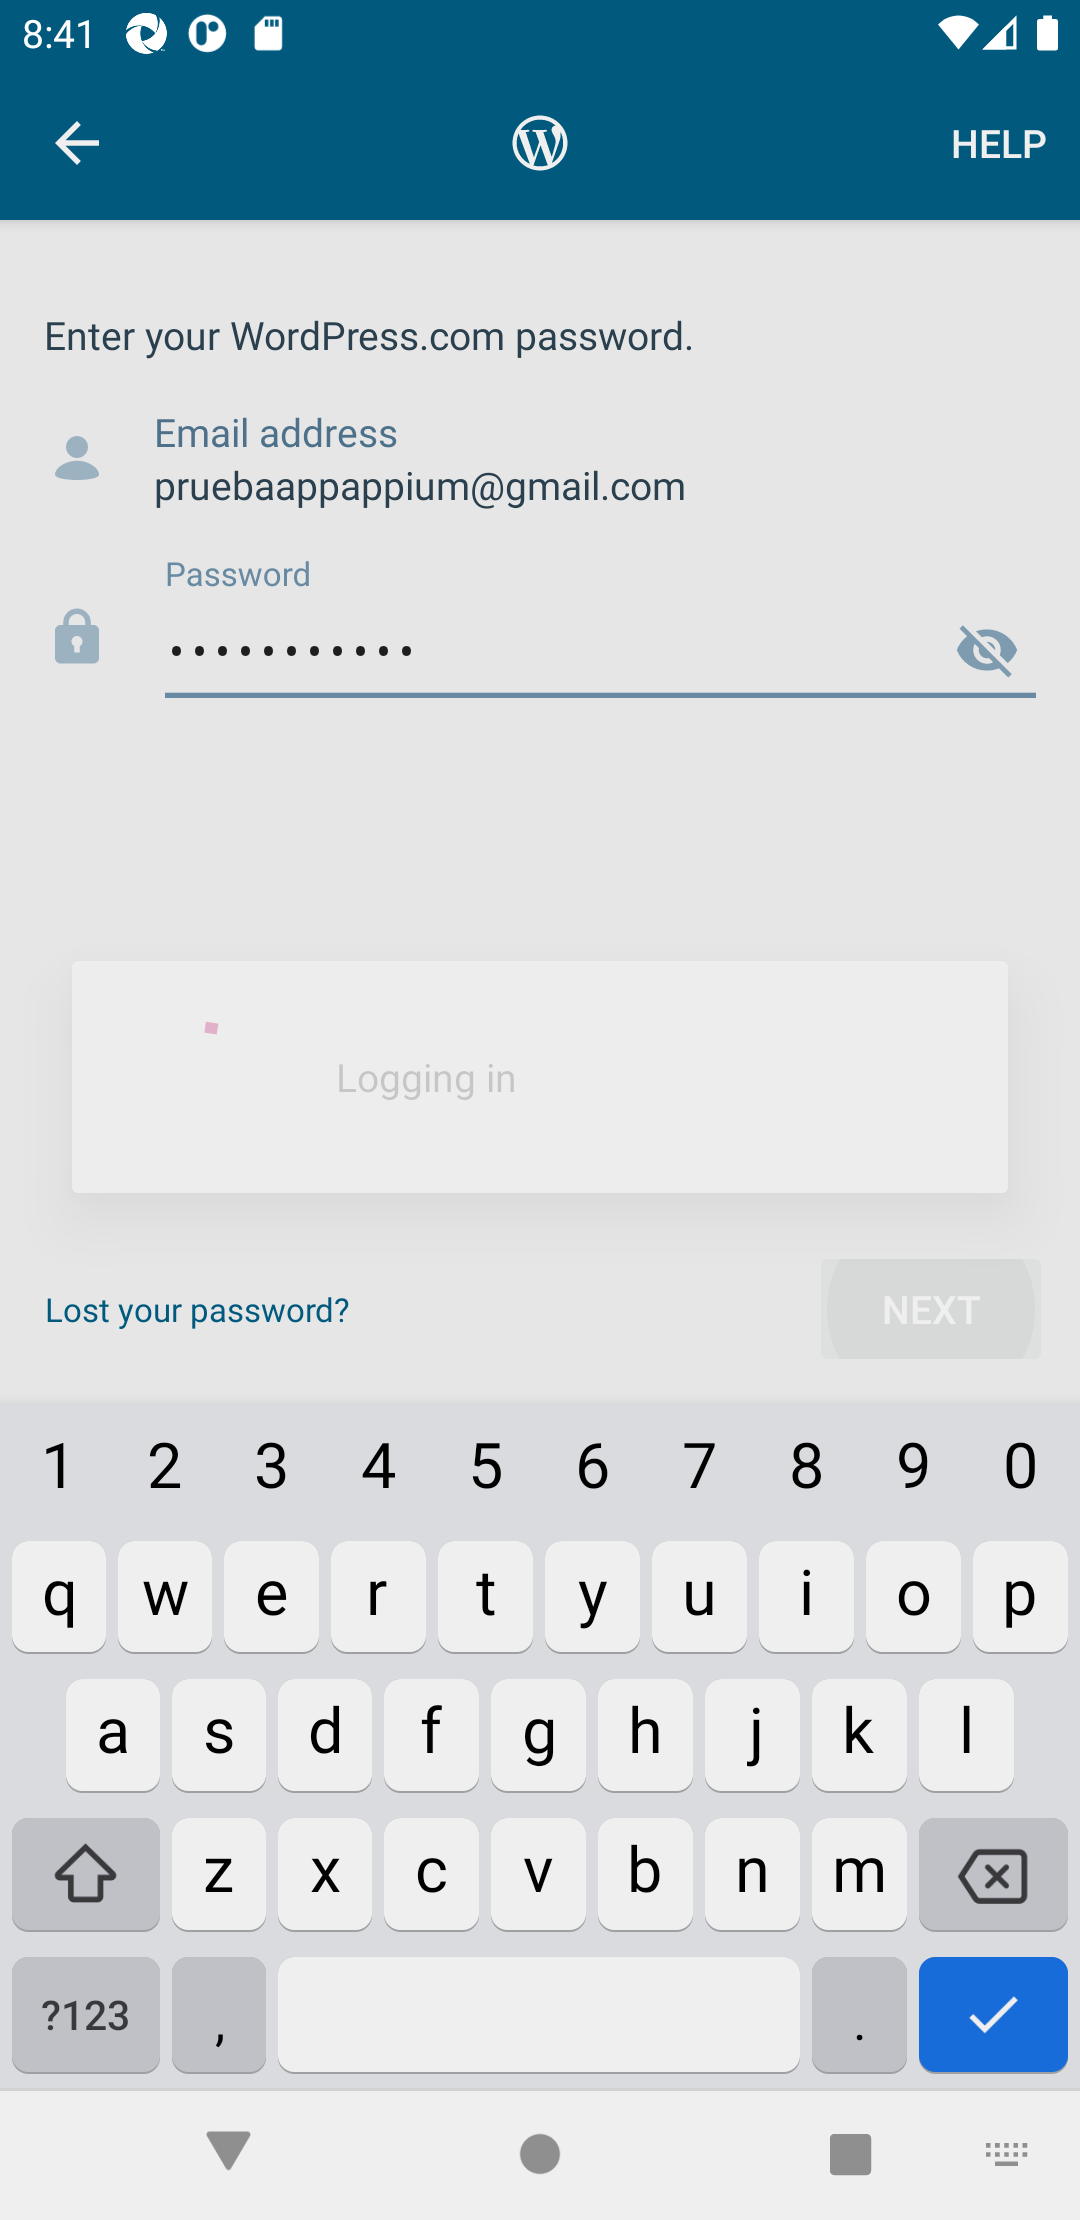 8:41
HELP
Enter your WordPress.com password.
Email address
pruebaappappium@gmail.com
Password
•••••••••••
Logging in
Lost your password?
NEXT
1 2 3 4 5 6 7 8 9 0
q w e r t y u i o p
a s d f g h j k l
z x c v b n m
?123 , .